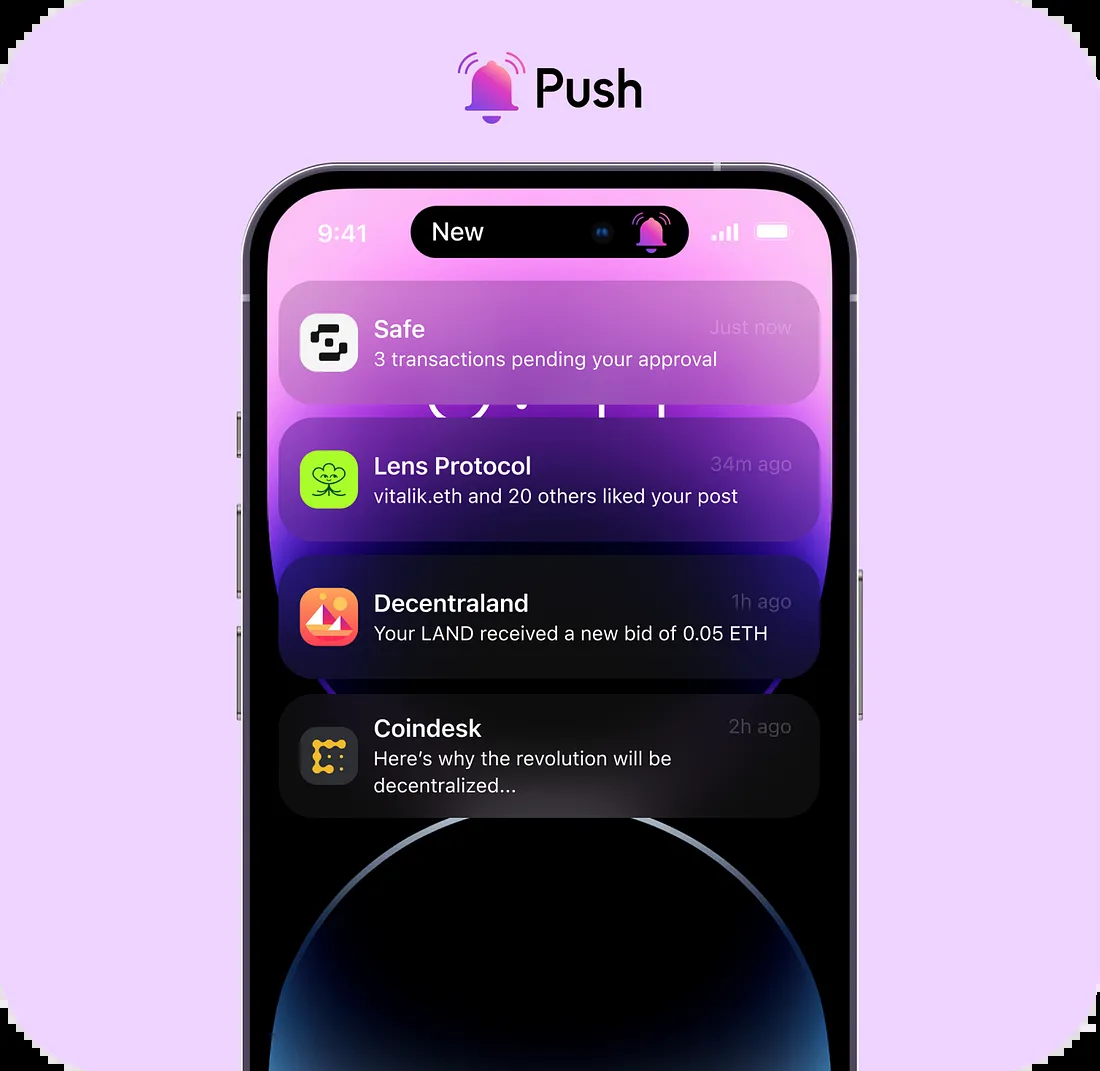 Push
9:41
New
Safe
Just now
3 transactions pending your approval
Lens Protocol
34m ago
vitalik.eth and 20 others liked your post
Decentraland
1h ago
Your LAND received a new bid of 0.05 ETH
Coindesk
2h ago
Here’s why the revolution will be
decentralized...